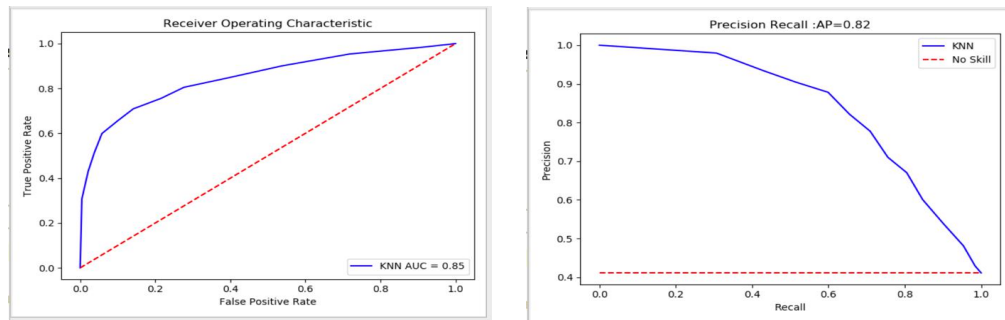 Receiver Operating Characteristic
1.0
0.8
0.6
0.4
0.2
0.0
True Positive Rate
KNN AUC = 0.85
0.0 0.2 0.4 0.6 0.8 1.0
False Positive Rate
Precision Recall :AP=0.82
1.0
0.9
0.8
0.7
0.6
0.5
0.4
Precision
KNN
No Skill
0.0 0.2 0.4 0.6 0.8 1.0
Recall